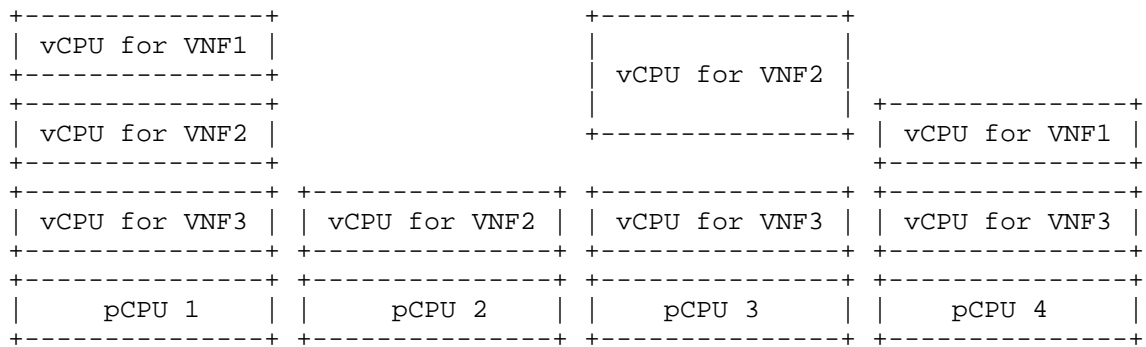 vCPU for VNF1
vCPU for VNF2
vCPU for VNF2 vCPU for VNF1
vCPU for VNF3 vCPU for VNF2 vCPU for VNF3 vCPU for VNF3
pCPU 1 pCPU 2 pCPU 3 pCPU 4